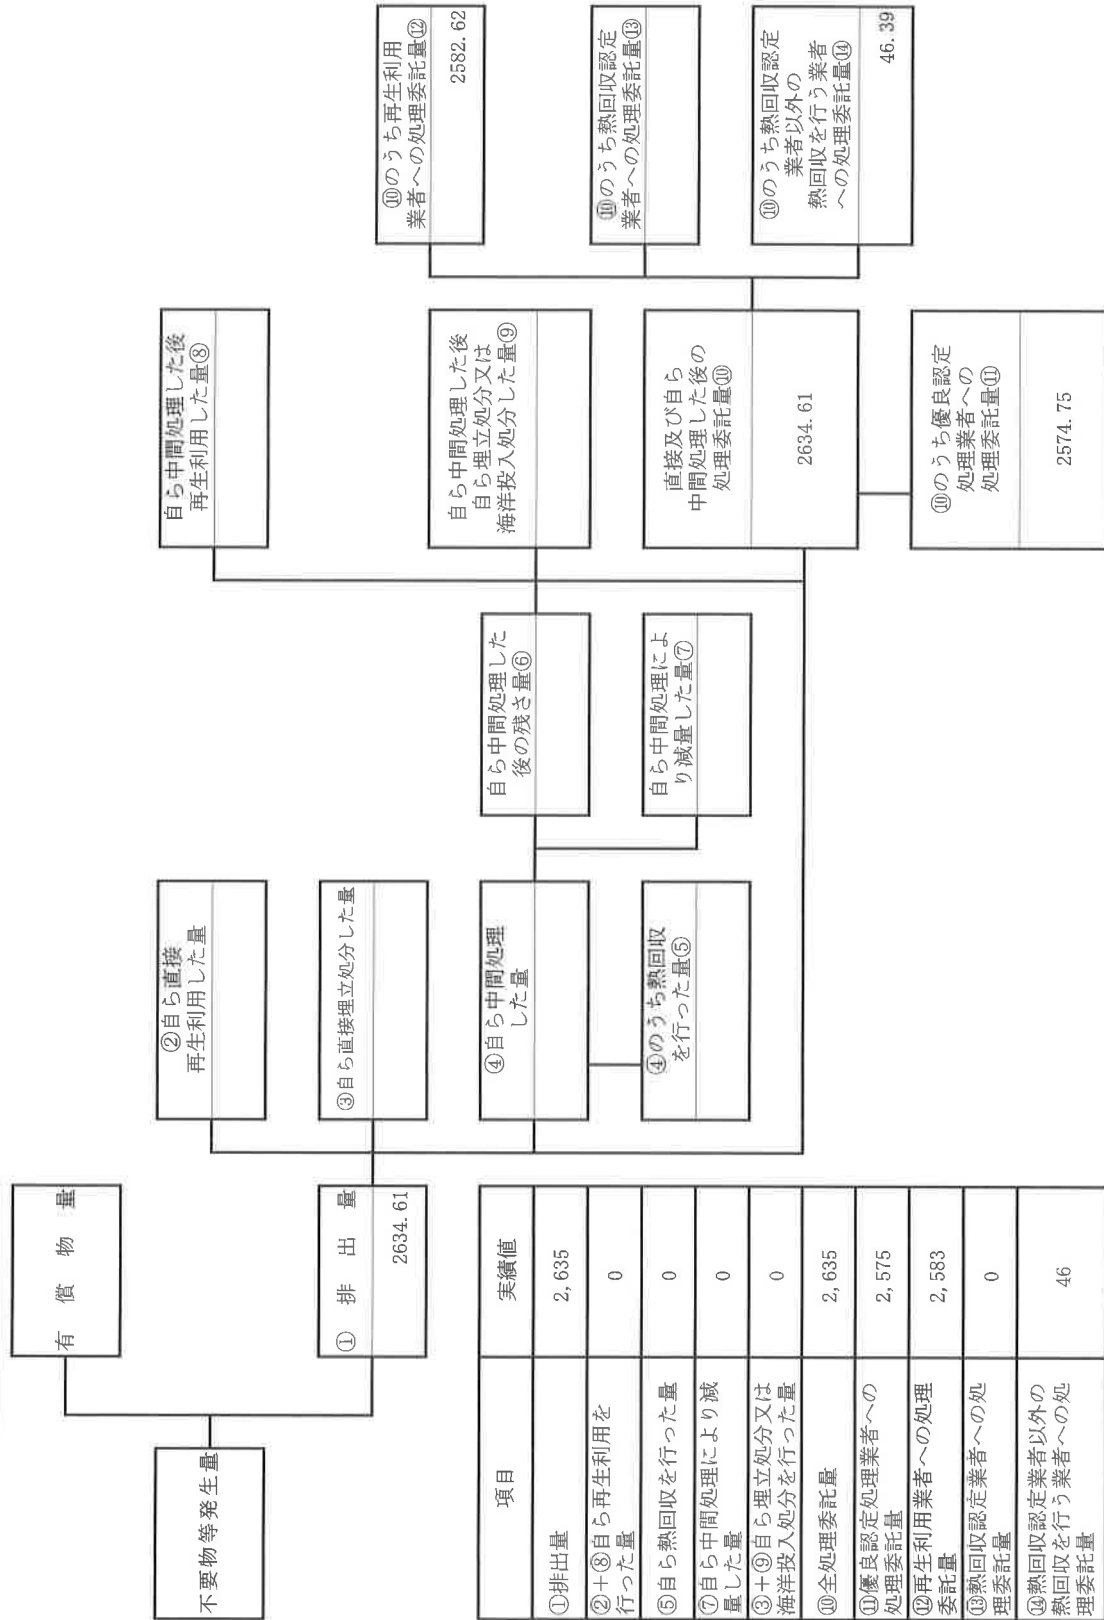 不要物等発生量
有償物量
①排出量
2634.61
②自ら直接
再生利用した量
③自ら直接埋立処分した量
④自ら中間処理
した量
④のうち熱回収
を行った量⑤
自ら中間処理した
後の残さ量⑥
自ら中間処理によ
り減量した量⑦
自ら中間処理した後
再生利用した量⑧
自ら中間処理した後
自ら埋立処分又は
海洋投入処分した量⑨
直接及び自ら
中間処理した後の
処理委託量⑩
2634.61
⑩のうち優良認定
処理業者への
処理委託量⑪
2574.75
⑩のうち再生利用
業者への処理委託量⑫
2582.62
⑩のうち熱回収認定
業者への処理委託量⑬
⑩のうち熱回収認定
業者以外の
熱回収を行う業者
への処理委託量⑭
46.39
項目 実績値
①排出量 2,635
②+⑧自ら再生利用を
行った量 0
⑤自ら熱回収を行った量 0
⑦自ら中間処理により減
量した量 0
③+⑨自ら埋立処分又は
海洋投入処分を行った量 0
⑩全処理委託量 2,635
⑪優良認定処理業者への
処理委託量 2,575
⑫再生利用業者への処理
委託量 2,583
⑬熱回収認定業者への処
理委託量 0
⑭熱回収認定業者以外の
熱回収を行う業者への処
理委託量 46